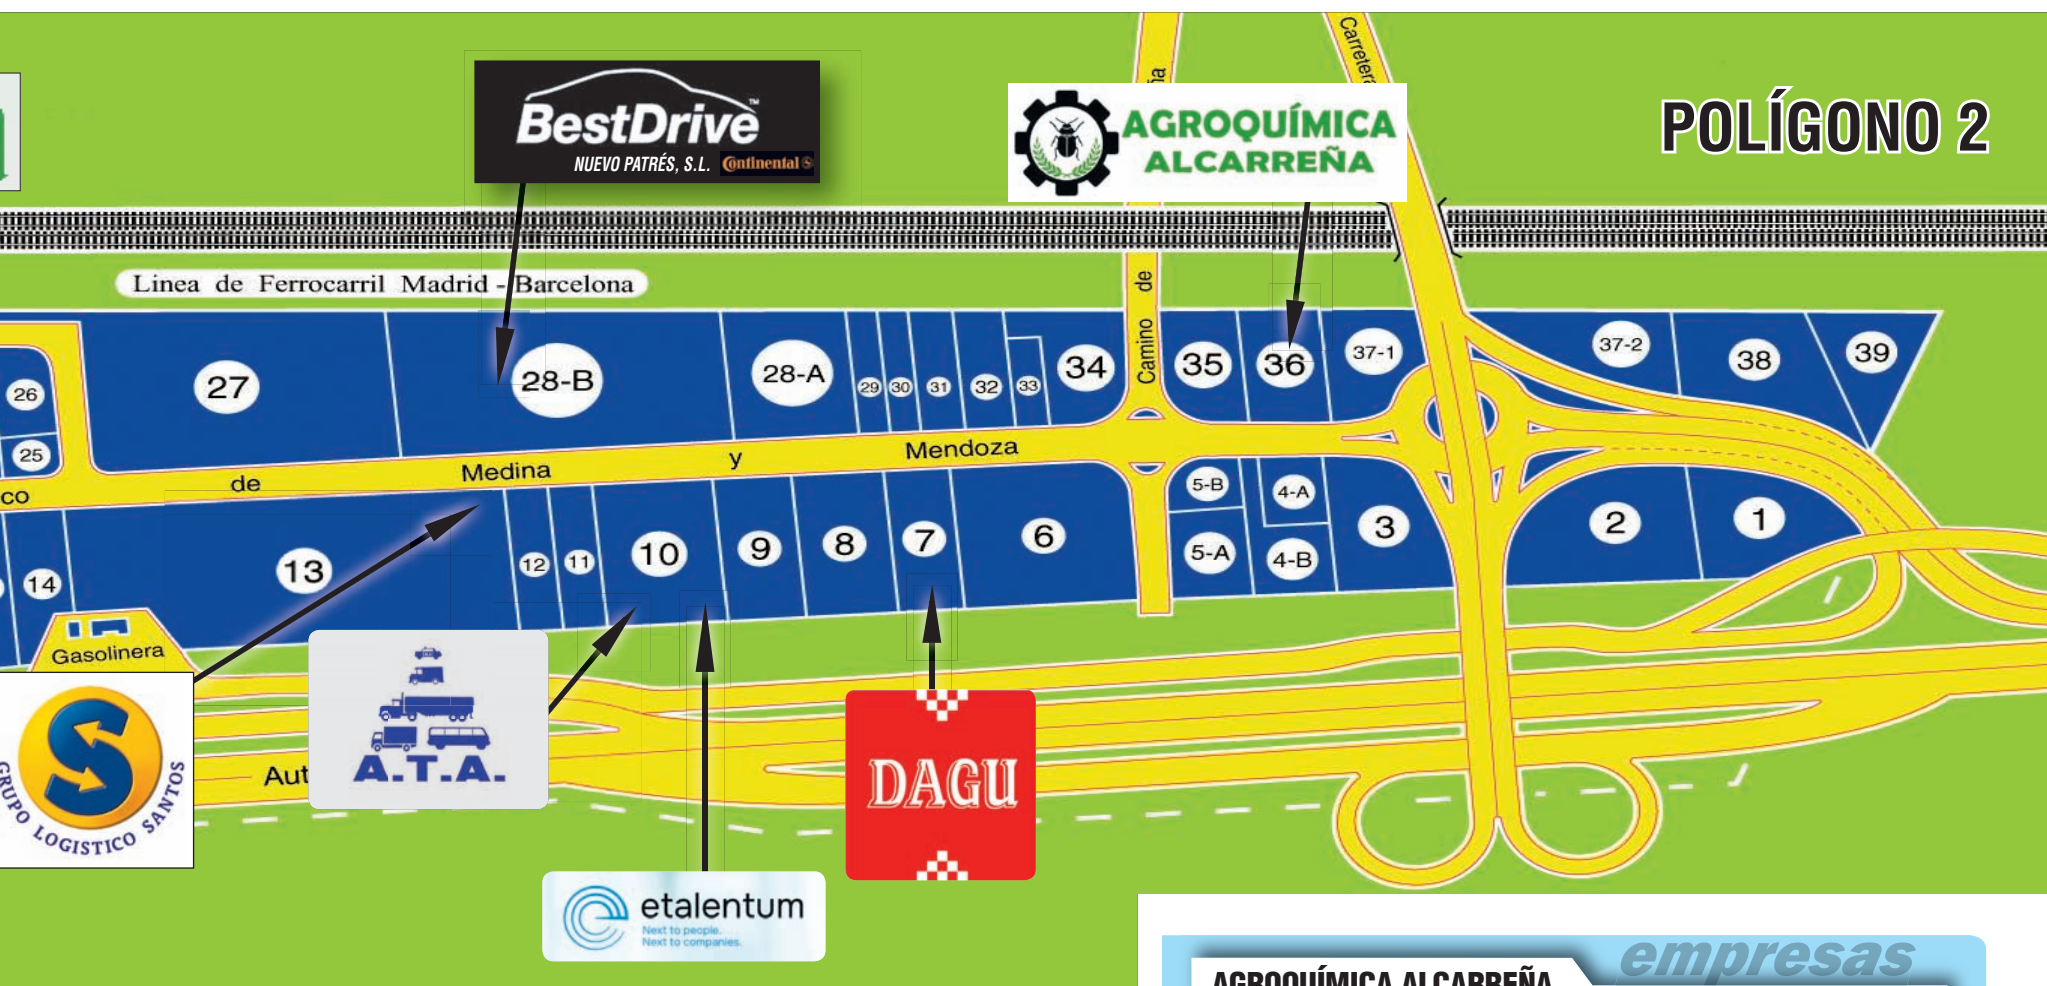 Carretera
ña
POLÍGONO 2
BestDrive™
NUEVO PATRÉS, S.L. Continental
AGROQUÍMICA
ALCARREÑA
Línea de Ferrocarril Madrid - Barcelona
Camino de
27
28-B
28-A
29
30
31
32
33
34
35
36
37-1
37-2
38
39
26
25
co de Medina y Mendoza
14
13
12
11
10
9
8
7
6
5-B
5-A
4-A
4-B
3
2
1
Gasolinera
GRUPO LOGISTICO SANTOS
Aut
A.T.A.
DAGU
etalentum
Next to people.
Next to companies.
empresas
AGROQUÍMICA ALCARREÑA